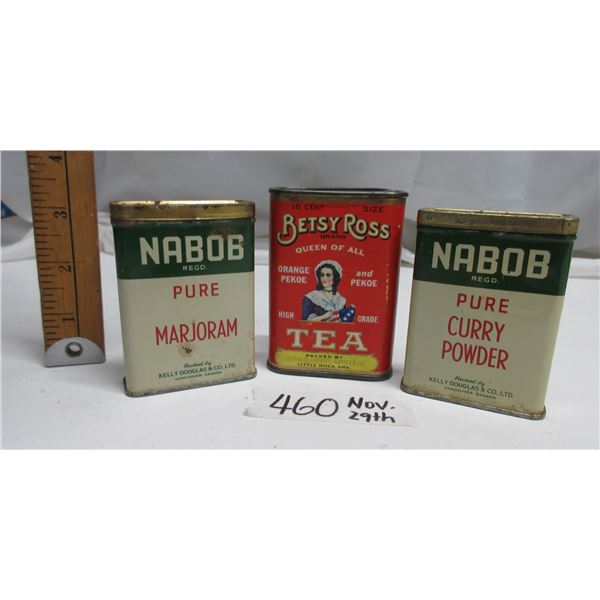 4
3
2
1
NABOB
REGD.
PURE
MARJORAM
Packed by
KELLY DOUGLAS & CO. LTD.
VANCOUVER, CANADA
10 CENT SIZE
BETSY ROSS
BRAND
QUEEN OF ALL
ORANGE PEKOE and PEKOE
HIGH GRADE
TEA
PACKED BY
LITTLE ROCK, ARK.
NABOB
REGD.
PURE
CURRY
POWDER
Packed by
KELLY DOUGLAS & CO. LTD.
VANCOUVER, CANADA
460 Nov.
29th